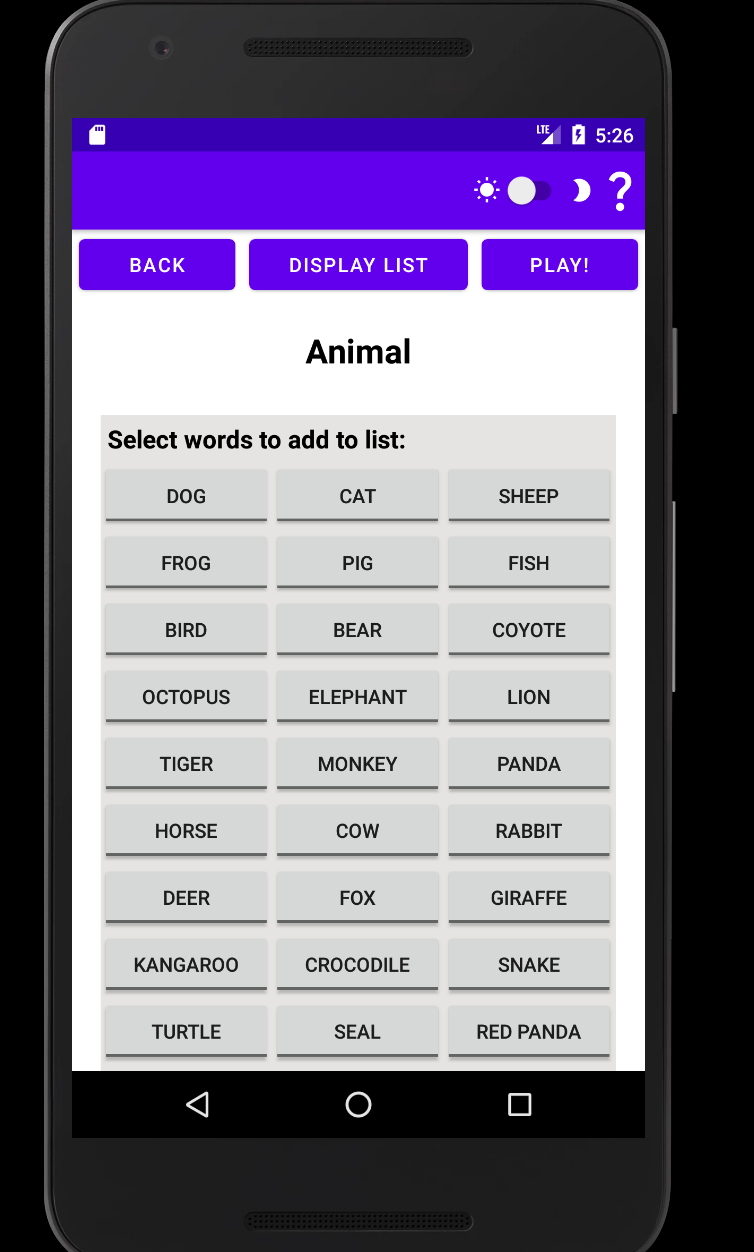 LTE 5:26
?
BACK DISPLAY LIST PLAY!
Animal
Select words to add to list:
DOG CAT SHEEP
FROG PIG FISH
BIRD BEAR COYOTE
OCTOPUS ELEPHANT LION
TIGER MONKEY PANDA
HORSE COW RABBIT
DEER FOX GIRAFFE
KANGAROO CROCODILE SNAKE
TURTLE SEAL RED PANDA